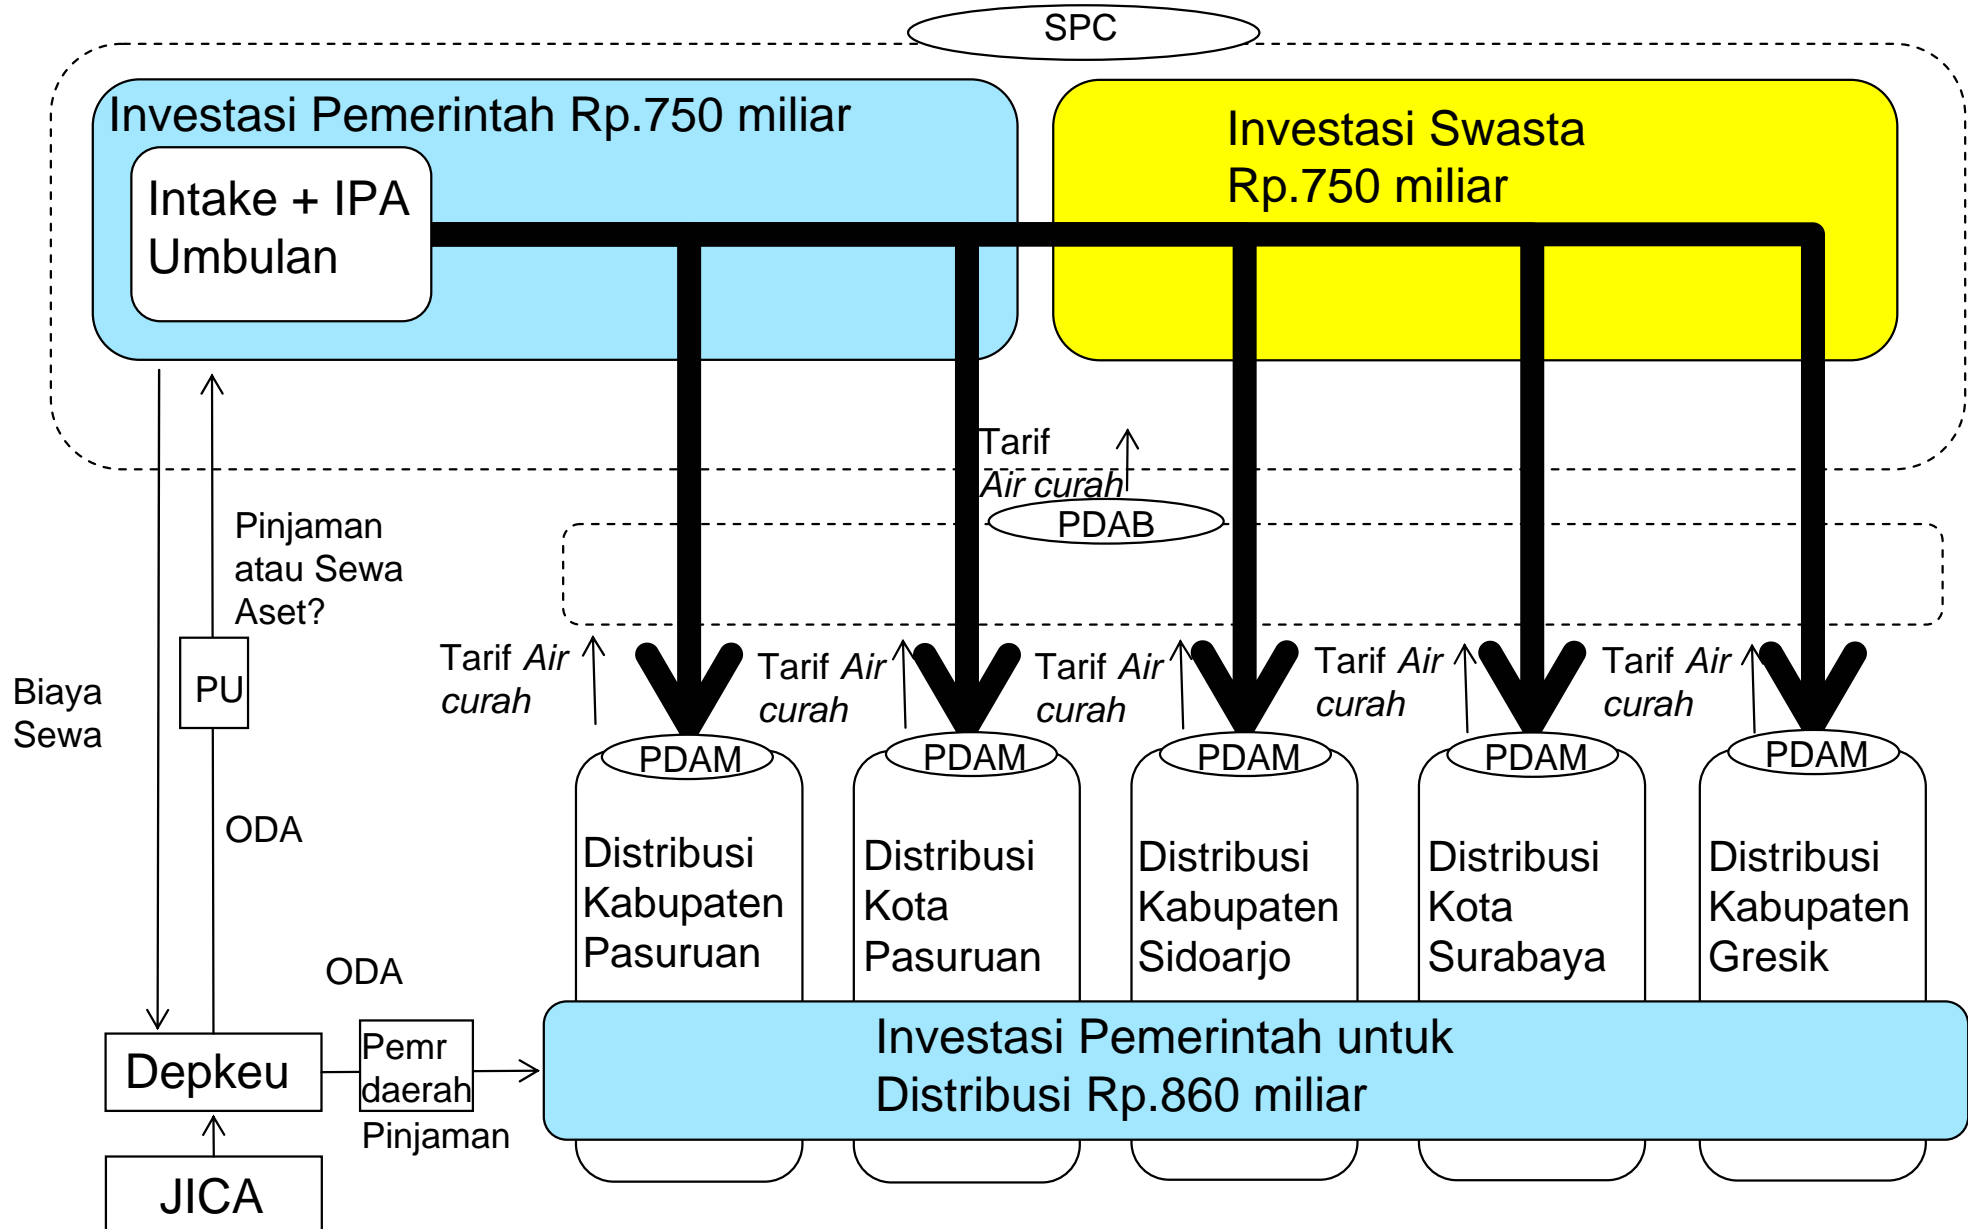 SPC
Investasi Pemerintah Rp.750 miliar
Intake + IPA
Umbulan
Investasi Swasta
Rp.750 miliar
Tarif
Air curah
PDAB
Pinjaman
atau Sewa
Aset?
PU
Biaya
Sewa
ODA
Tarif Air
curah
Tarif Air
curah
Tarif Air
curah
Tarif Air
curah
Tarif Air
curah
PDAM
PDAM
PDAM
PDAM
PDAM
Distribusi
Kabupaten
Pasuruan
Distribusi
Kota
Pasuruan
Distribusi
Kabupaten
Sidoarjo
Distribusi
Kota
Surabaya
Distribusi
Kabupaten
Gresik
ODA
Depkeu
Pemr
daerah
Pinjaman
Investasi Pemerintah untuk
Distribusi Rp.860 miliar
JICA